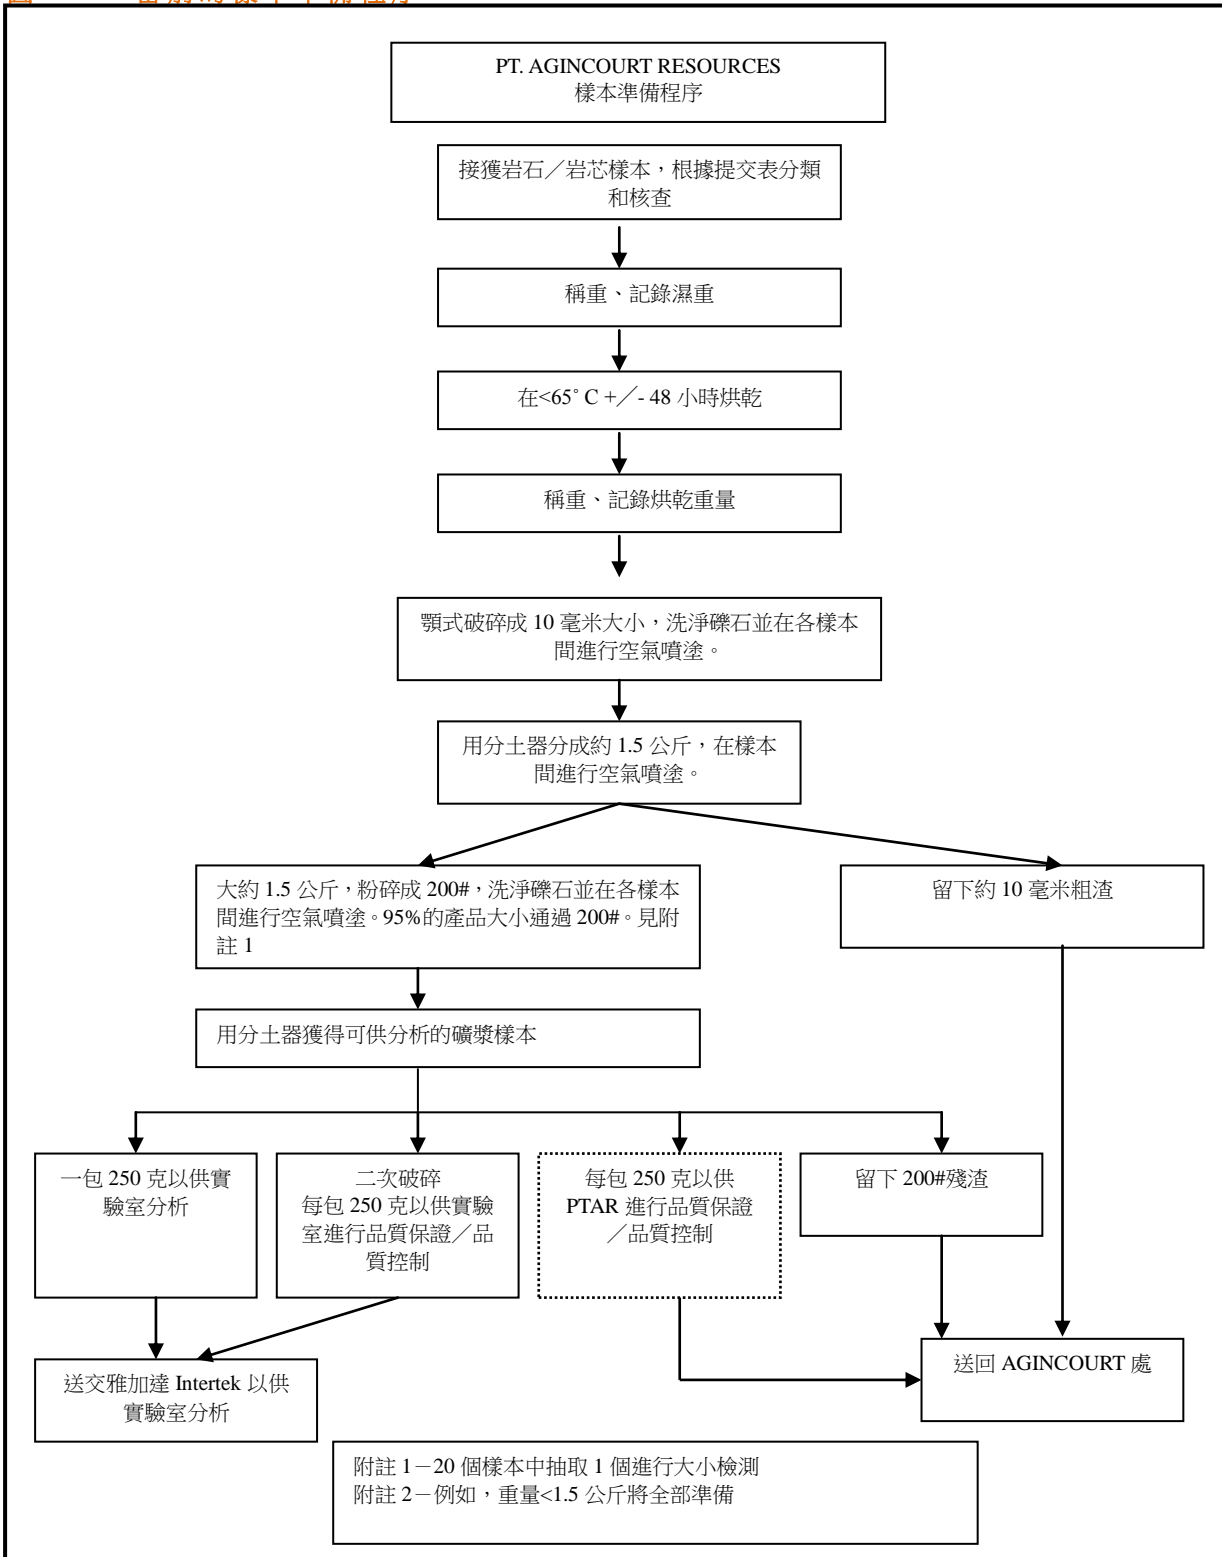 PT. AGINCOURT RESOURCES
樣本準備程序
接獲岩石／岩芯樣本，根據提交表分類
和核查
稱重、記錄濕重
在<65° C +／- 48 小時烘乾
稱重、記錄烘乾重量
顎式破碎成 10 毫米大小，洗淨礫石並在各樣本
間進行空氣噴塗。
用分土器分成約 1.5 公斤，在樣本
間進行空氣噴塗。
大約 1.5 公斤，粉碎成 200#，洗淨礫石並在各樣本
間進行空氣噴塗。95%的產品大小通過 200#。見附
註 1
留下約 10 毫米粗渣
用分土器獲得可供分析的礦漿樣本
一包 250 克以供實
驗室分析
二次破碎
每包 250 克以供實驗
室進行品質保證／品
質控制
每包 250 克以供
PTAR 進行品質保證
／品質控制
留下 200#殘渣
送交雅加達 Intertek 以供
實驗室分析
送回 AGINCOURT 處
附註 1－20 個樣本中抽取 1 個進行大小檢測
附註 2－例如，重量<1.5 公斤將全部準備